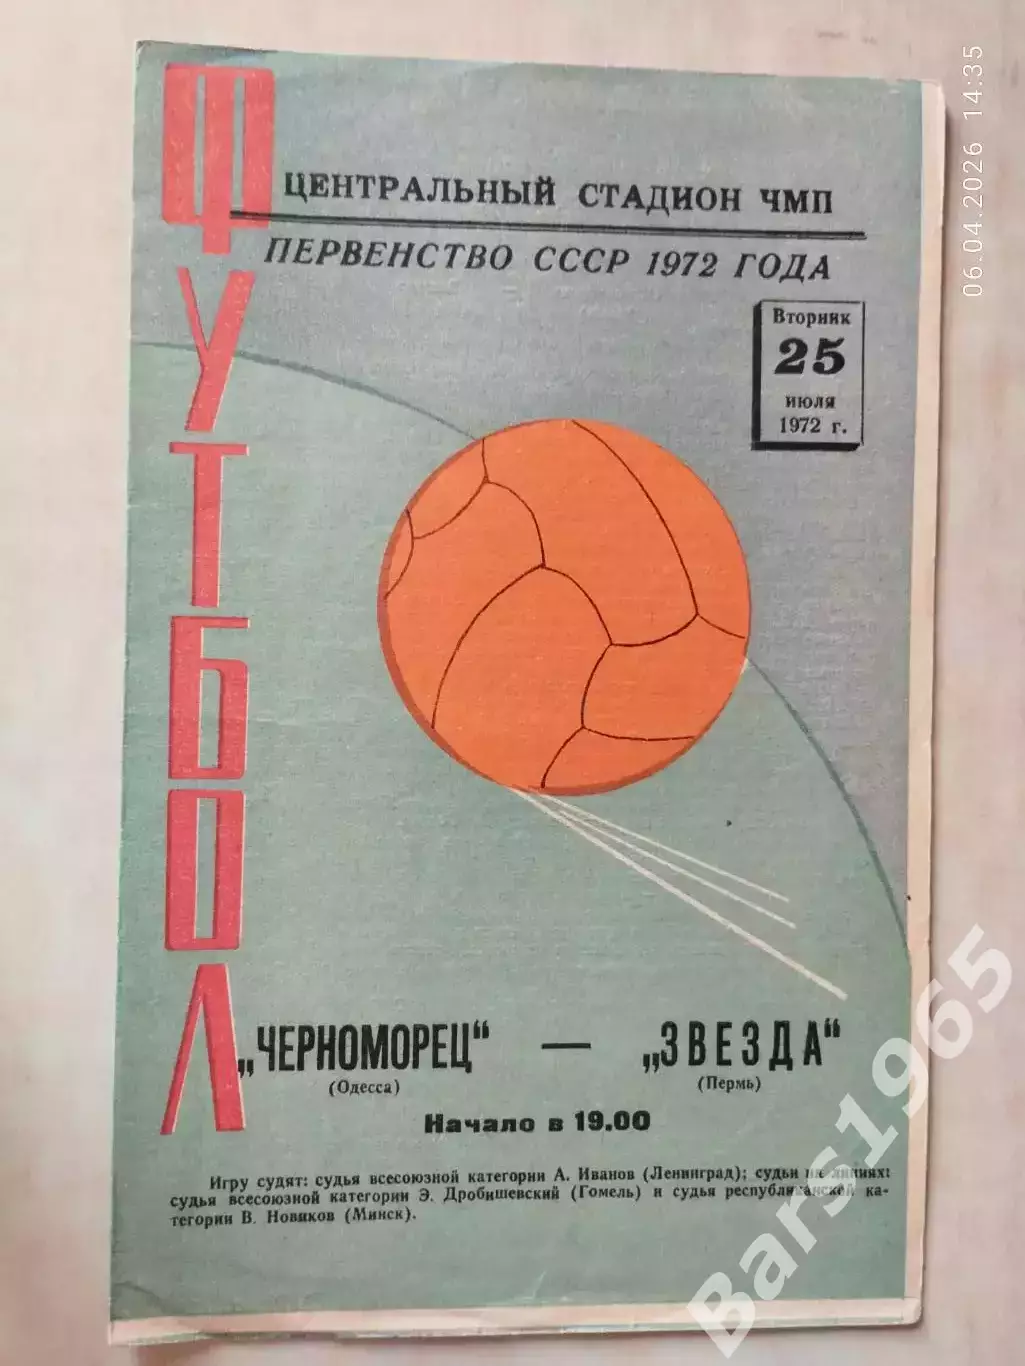 ФУТБОЛ
ЦЕНТРАЛЬНЫЙ СТАДИОН ЧМП
ПЕРВЕНСТВО СССР 1972 ГОДА
Вторник
25
июля
1972 г.
„ЧЕРНОМОРЕЦ“ — „ЗВЕЗДА“
(Одесса) (Пермь)
Начало в 19.00
Игру судят: судья всесоюзной категории А. Иванов (Ленинград); судьи на линиях:
судья всесоюзной категории Э. Дробишевский (Гомель) и судья республиканской ка-
тегории В. Новиков (Минск).
06.04.2026 14:35
Bars1965